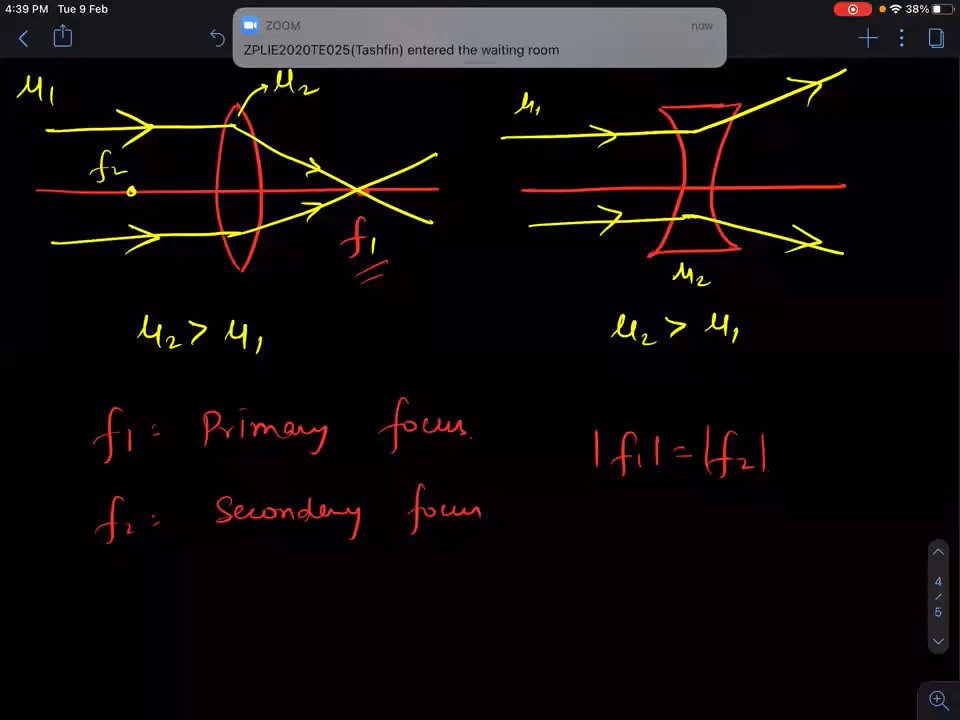 4:39 PM Tue 9 Feb
38%
ZOOM
now
ZPLIE2020TE025(Tashfin) entered the waiting room
μ1
μ2
f2
f1
μ2 > μ1
μ1
μ2
μ2 > μ1
f1 = Primary focus.
|f1| = |f2|
f2 = Secondary focus
4
/
5